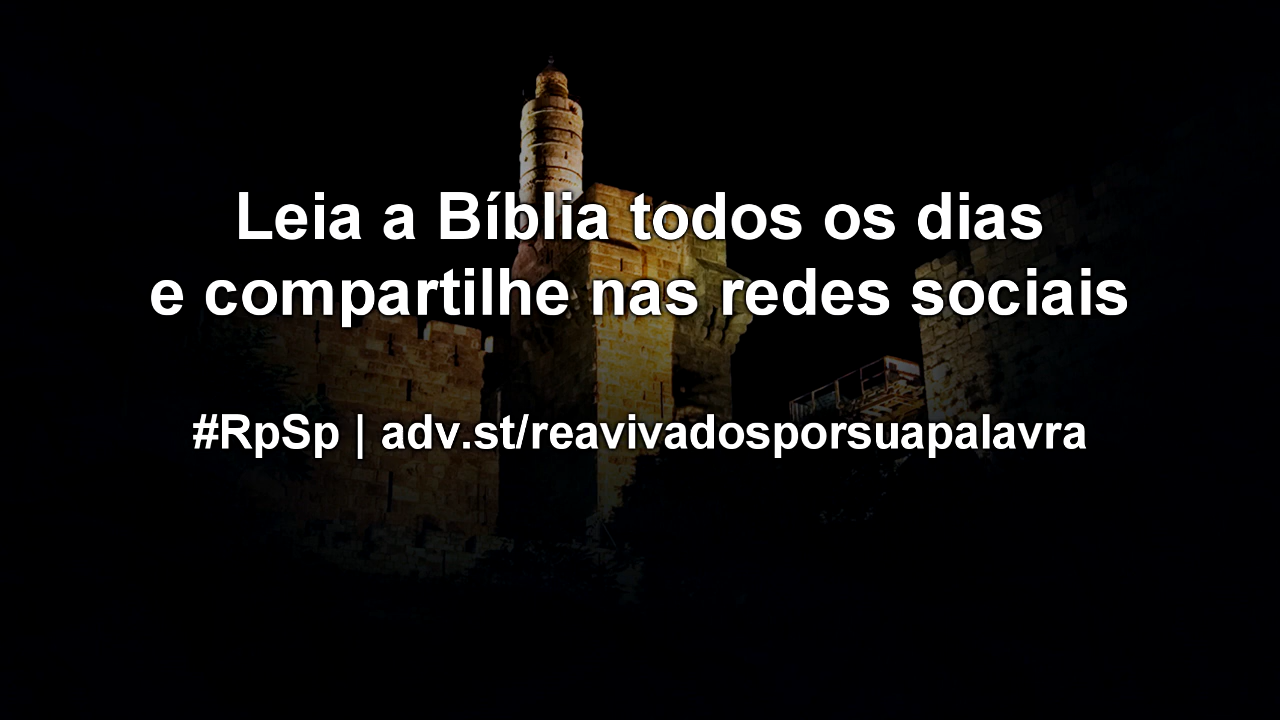 Leia a Bíblia todos os dias
e compartilhe nas redes sociais
#RpSp | adv.st/reavivadosporsuapalavra